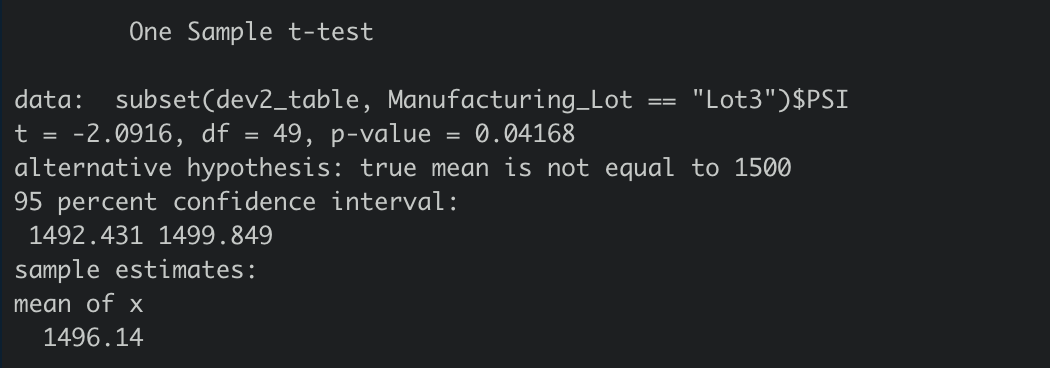 One Sample t-test
data:  subset(dev2_table, Manufacturing_Lot == "Lot3")$PSI
t = -2.0916, df = 49, p-value = 0.04168
alternative hypothesis: true mean is not equal to 1500
95 percent confidence interval:
1492.431 1499.849
sample estimates:
mean of x
1496.14